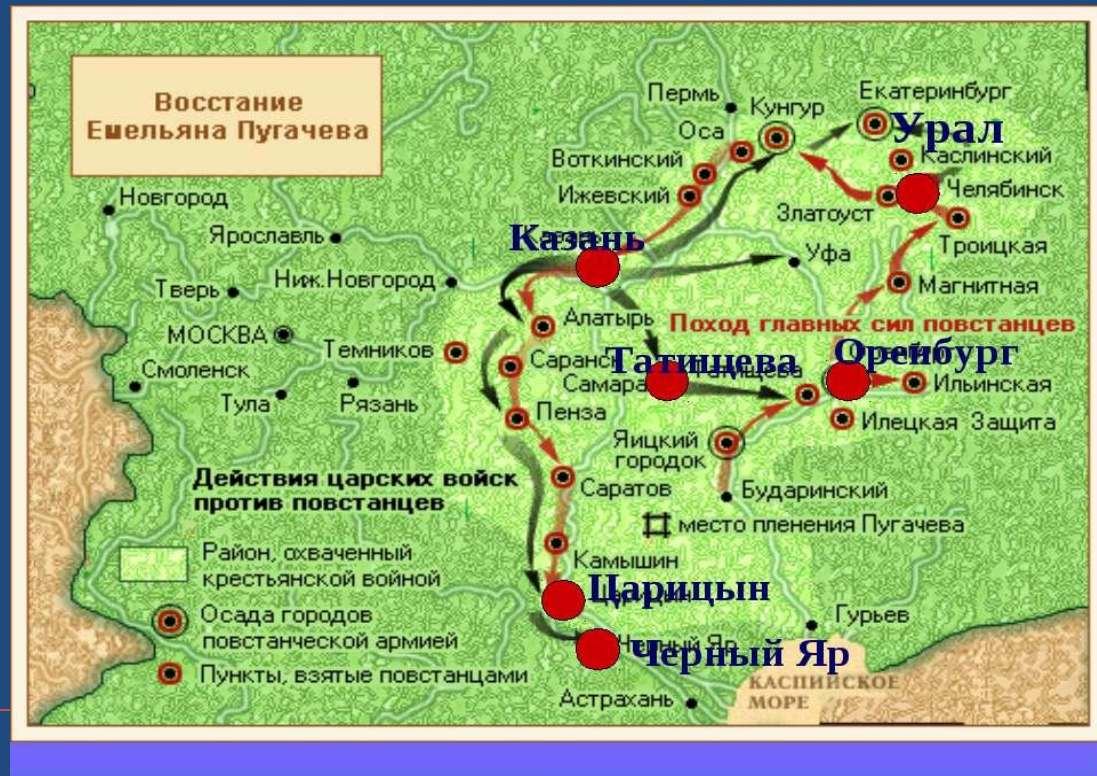 Восстание
Емельяна Пугачева
Пермь
Кунгур
Екатеринбург
Урал
Оса
Воткинский
Каслинский
Ижевский
Челябинск
Новгород
Златоуст
Ярославль
Казань
Троицкая
Уфа
Ниж.Новгород
Тверь
Магнитная
Алатырь
Поход главных сил повстанцев
МОСКВА
Темников
Саранск
Татищева
Оренбург
Смоленск
Самара
Татищева
Ильинская
Тула
Рязань
Пенза
Илецкая Защита
Яицкий
городок
Действия царских войск
против повстанцев
Саратов
Бударинский
место пленения Пугачева
Район, охваченный
крестьянской войной
Камышин
Царицын
Осада городов
повстанческой армией
Гурьев
Черный Яр
Пункты, взятые повстанцами
Астрахань
КАСПИЙСКОЕ
МОРЕ